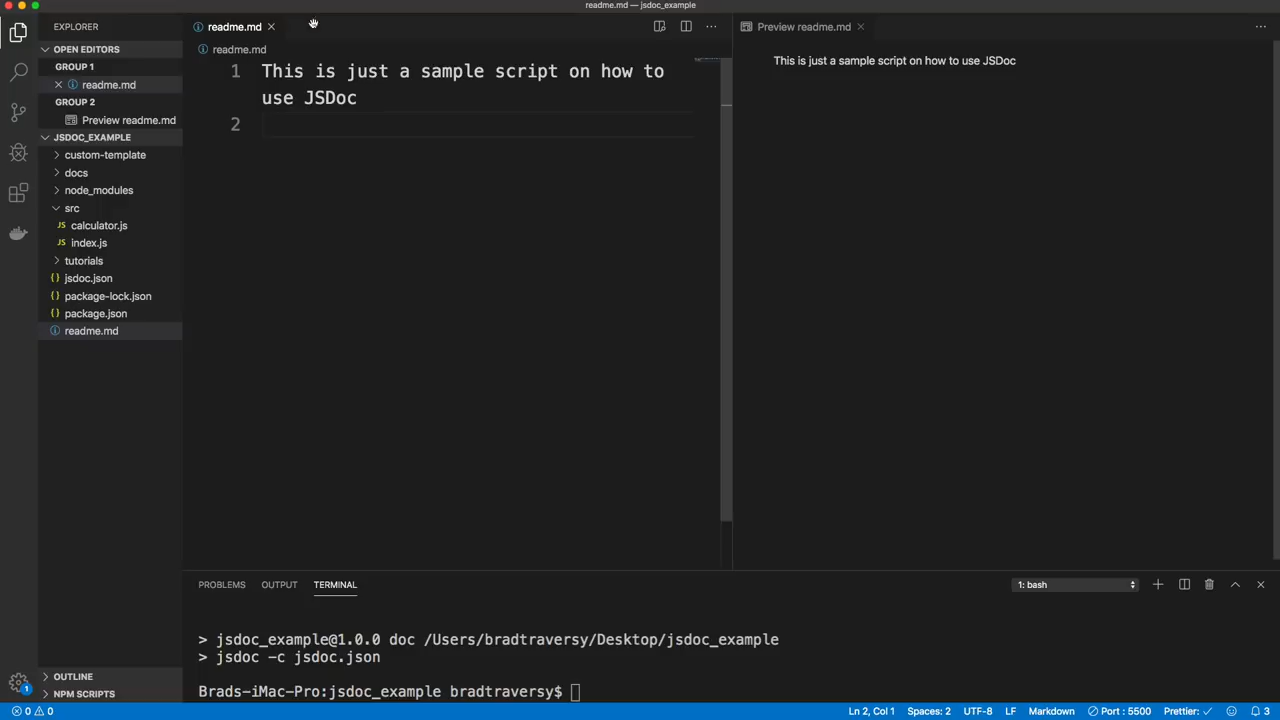 readme.md — jsdoc_example
EXPLORER
OPEN EDITORS
GROUP 1
readme.md
GROUP 2
Preview readme.md
JSDOC_EXAMPLE
custom-template
docs
node_modules
src
JS calculator.js
JS index.js
tutorials
{} jsdoc.json
{} package-lock.json
{} package.json
readme.md
OUTLINE
NPM SCRIPTS
readme.md
readme.md
1 This is just a sample script on how to
use JSDoc
2
Preview readme.md
This is just a sample script on how to use JSDoc
PROBLEMS OUTPUT TERMINAL
1: bash
> jsdoc_example@1.0.0 doc /Users/bradtraversy/Desktop/jsdoc_example
> jsdoc -c jsdoc.json
Brads-iMac-Pro:jsdoc_example bradtraversy$
1
0 0
Ln 2, Col 1 Spaces: 2 UTF-8 LF Markdown Port : 5500 Prettier: ✓ 3